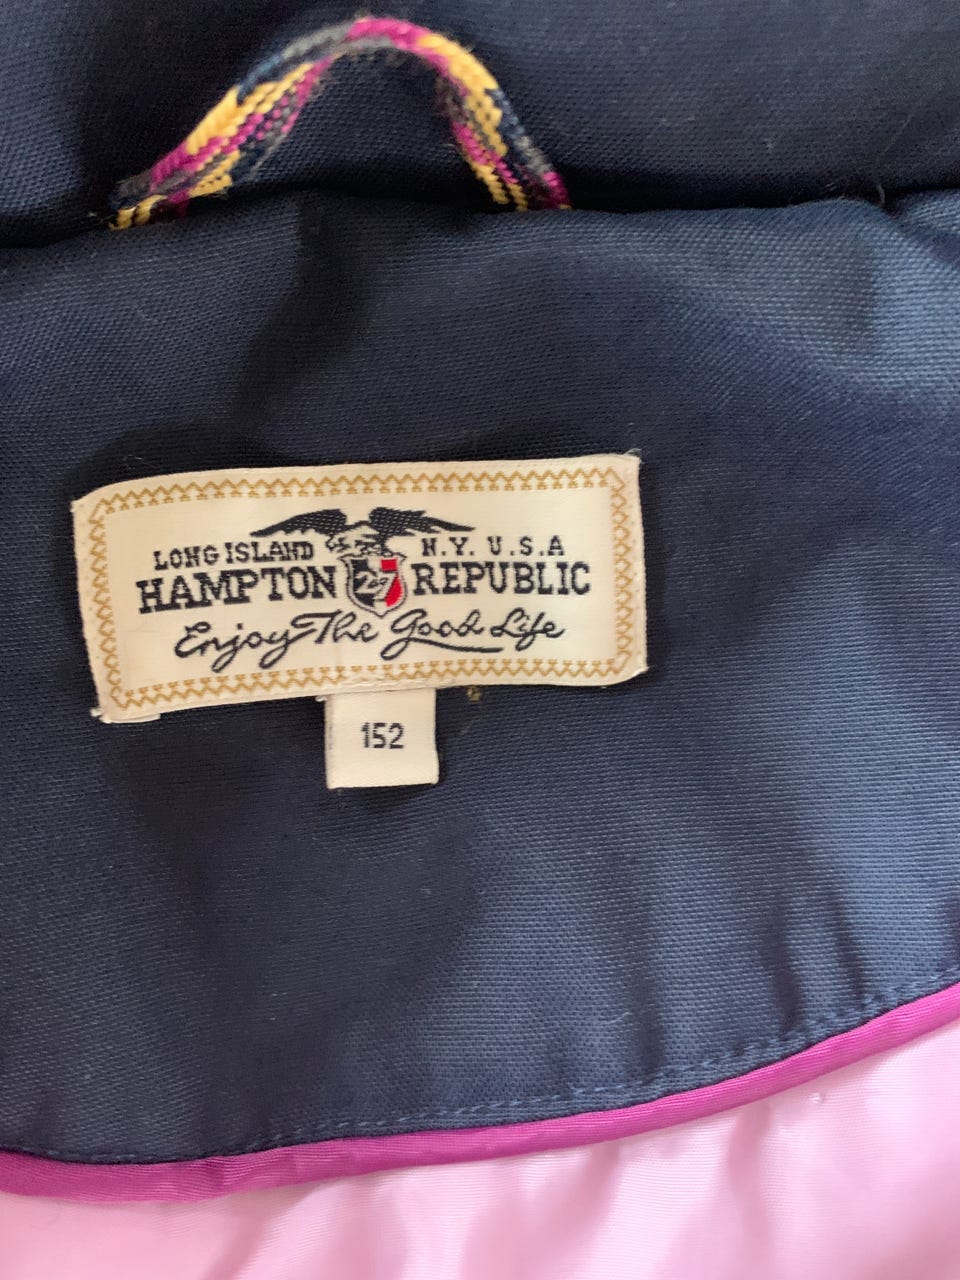 LONG ISLAND N.Y. U.S.A
HAMPTON REPUBLIC
Enjoy The Good Life
152